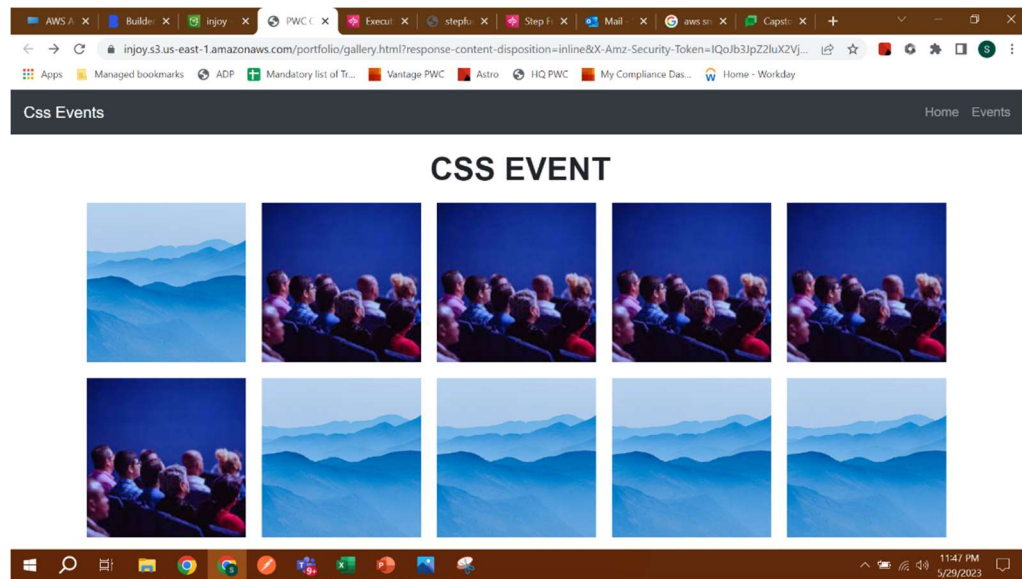 AWS A
Builder
injoy
PWC C
Execut
stepfu
Step Fu
Mail -
aws sn
Capsto
injoy.s3.us-east-1.amazonaws.com/portfolio/gallery.html?response-content-disposition=inline&X-Amz-Security-Token=IQoJb3JpZ2luX2Vj...
Apps Managed bookmarks ADP Mandatory list of Tr... Vantage PWC Astro HQ PWC My Compliance Das... Home - Workday
Css Events Home Events
CSS EVENT
11:47 PM
5/29/2023